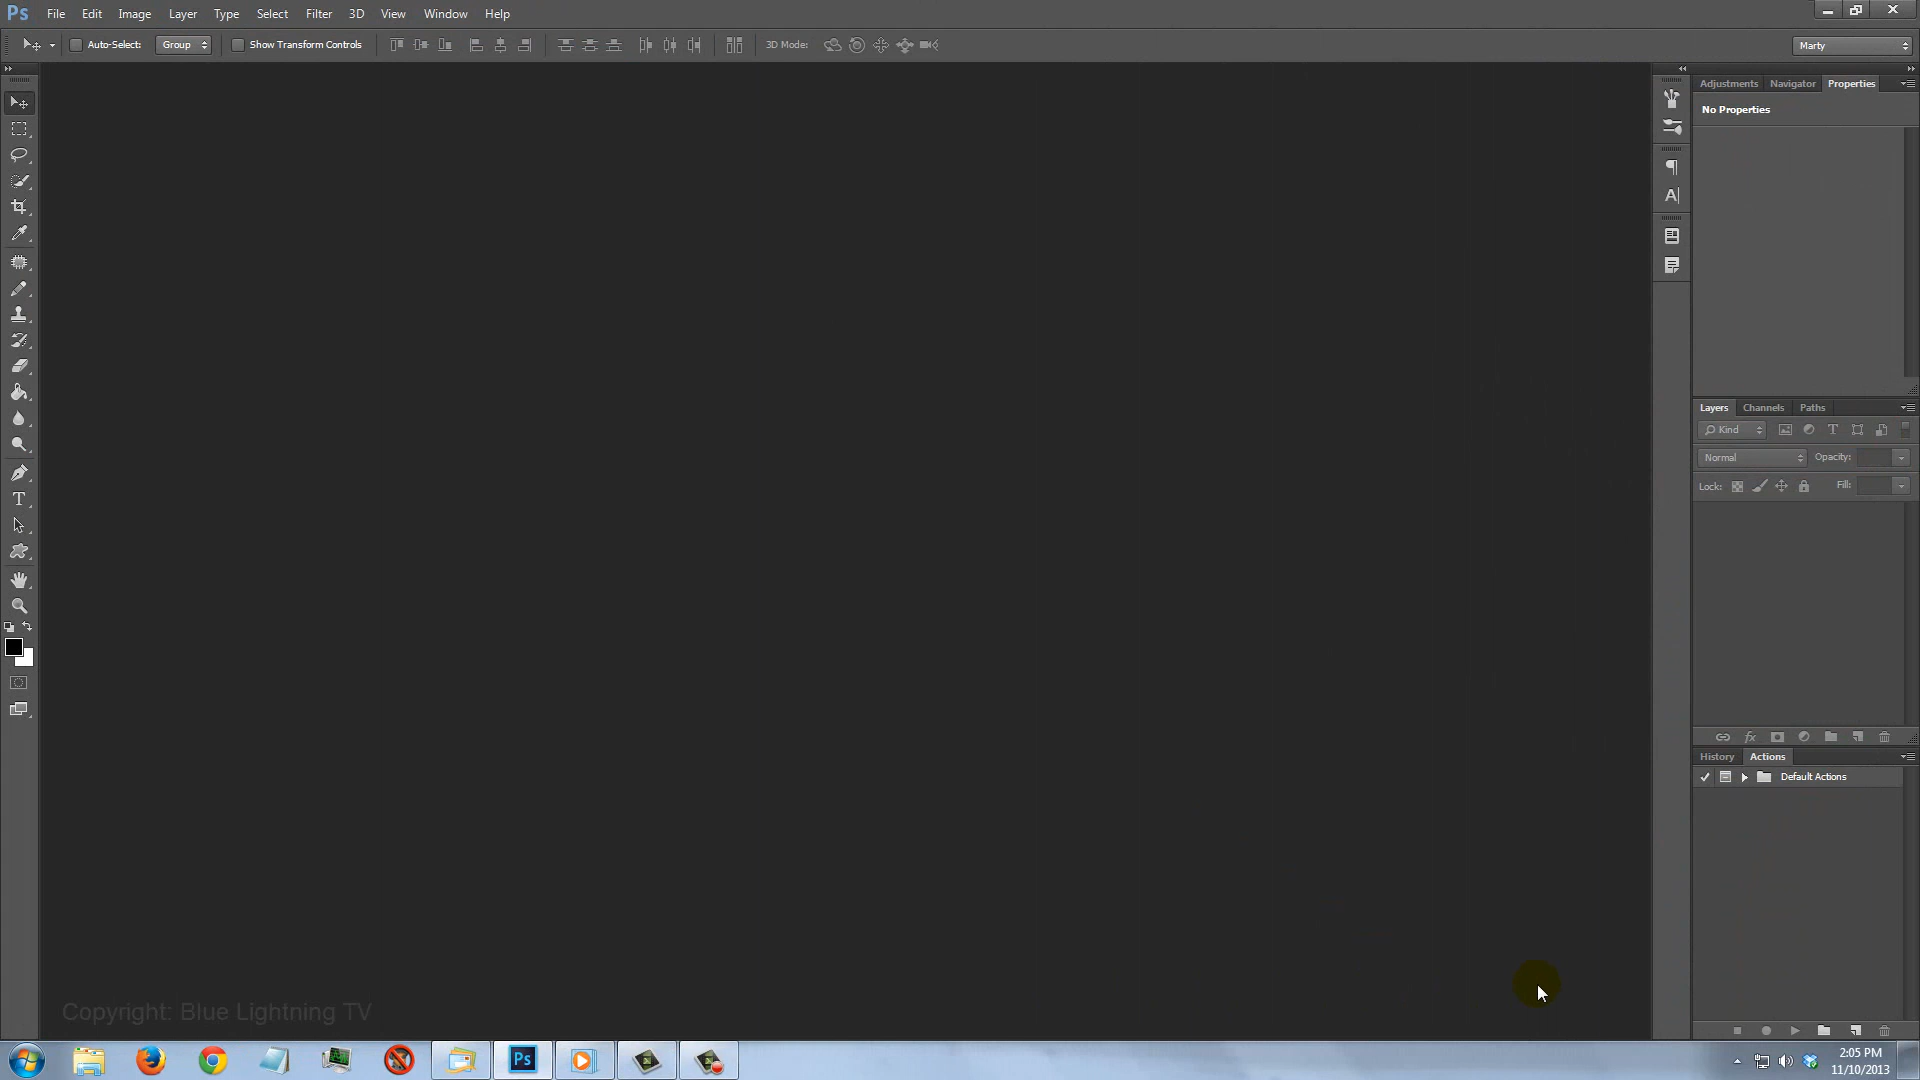 Ps File Edit Image Layer Type Select Filter 3D View Window Help
Auto-Select: Group Show Transform Controls 3D Mode: Marty
Adjustments Navigator Properties
No Properties
Layers Channels Paths
Kind
Normal Opacity:
Lock: Fill:
History Actions
Default Actions
Copyright: Blue Lightning TV
Ps
2:05 PM
11/10/2013